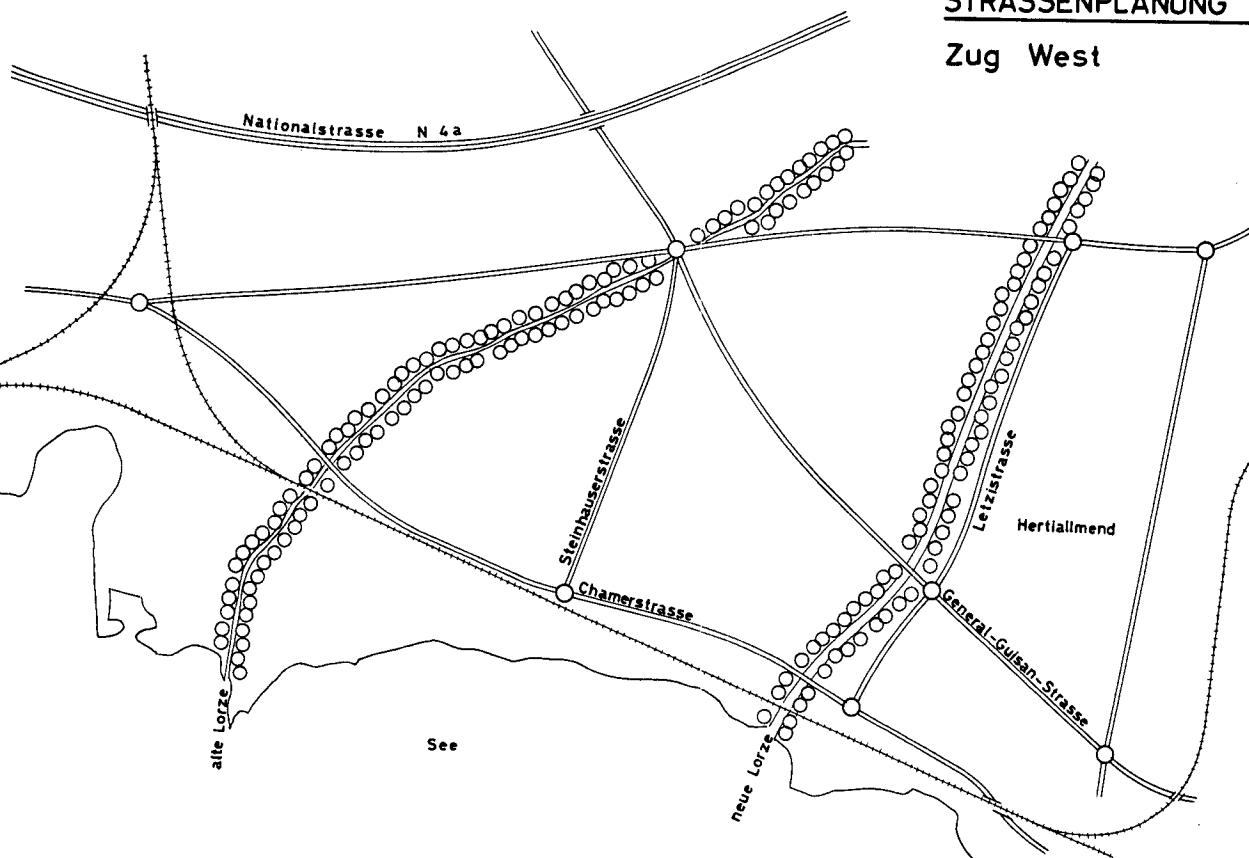 STRASSENPLANUNG
Zug West
Nationalstrasse N 4a
Steinhauserstrasse
Letzistrasse
Hertiallmend
Chamerstrasse
General-Guisan-Strasse
alte Lorze
See
neue Lorze